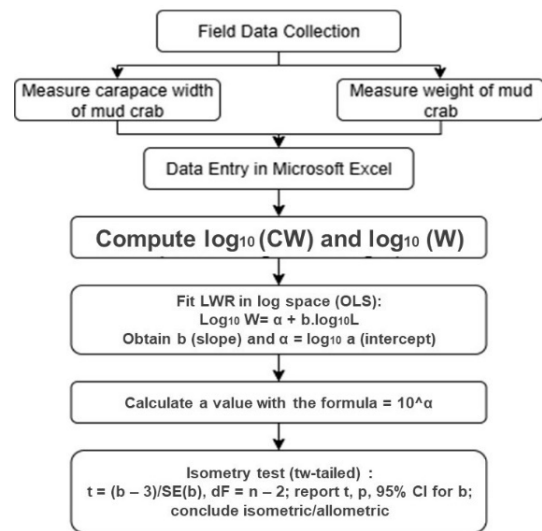 Field Data Collection
Measure carapace width
of mud crab
Measure weight of mud
crab
Data Entry in Microsoft Excel
Compute log₁₀ (CW) and log₁₀ (W)
Fit LWR in log space (OLS):
Log₁₀ W= α + b.log₁₀L
Obtain b (slope) and α = log₁₀ a (intercept)
Calculate a value with the formula = 10^α
Isometry test (tw-tailed) :
t = (b – 3)/SE(b), dF = n – 2; report t, p, 95% CI for b;
conclude isometric/allometric